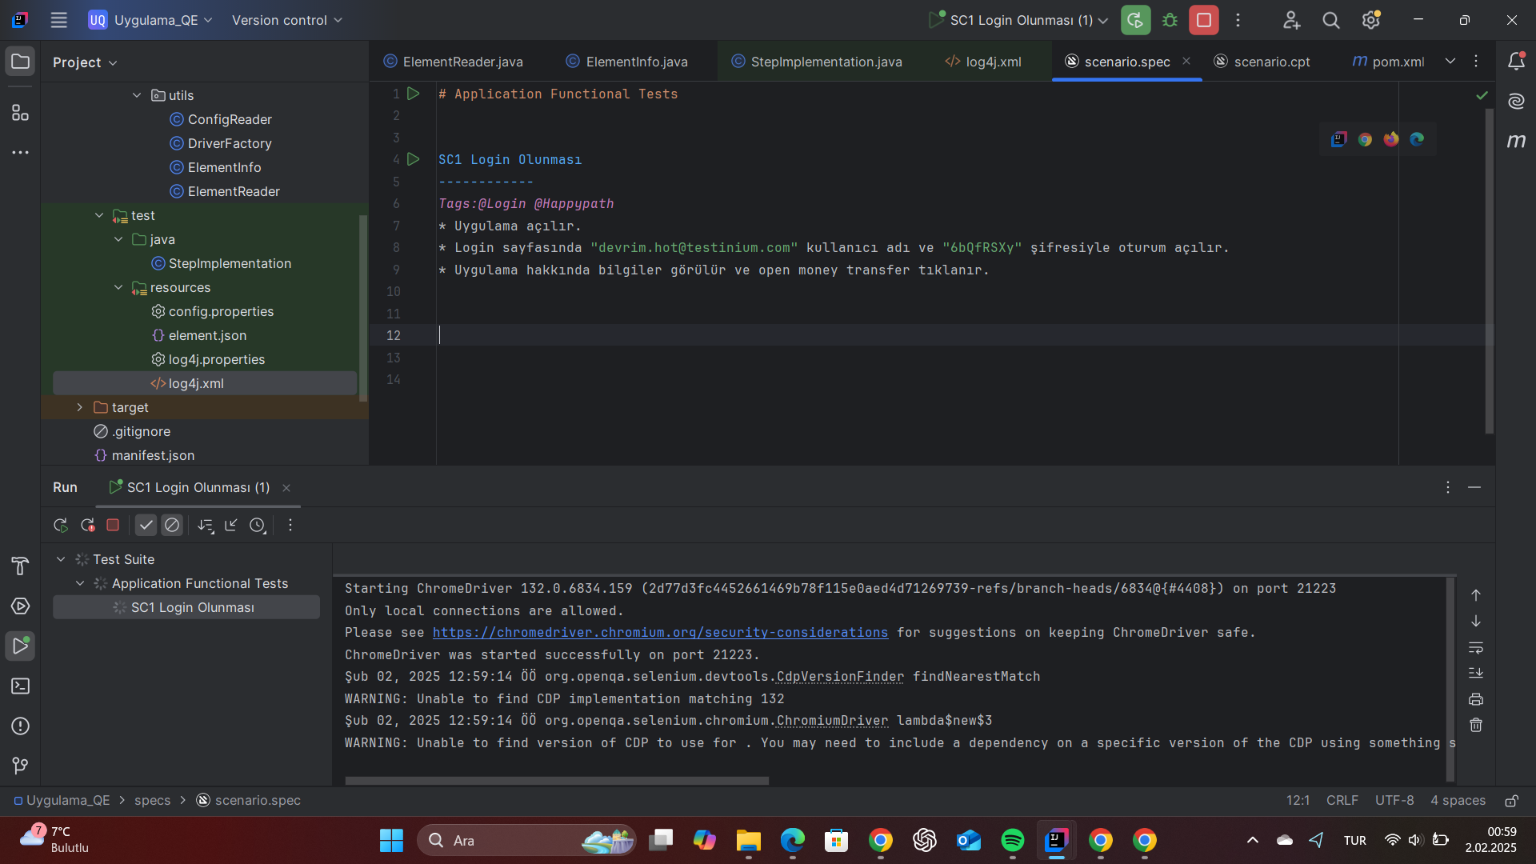 UQ Uygulama_QE Version control SC1 Login Olunması (1)
Project
ElementReader.java ElementInfo.java StepImplementation.java log4j.xml scenario.spec scenario.cpt pom.xml
utils
ConfigReader
DriverFactory
ElementInfo
ElementReader
test
java
StepImplementation
resources
config.properties
element.json
log4j.properties
log4j.xml
target
.gitignore
manifest.json
1 # Application Functional Tests
2
3
4 SC1 Login Olunması
5 ------------
6 Tags:@Login @Happypath
7 * Uygulama açılır.
8 * Login sayfasında "devrim.hot@testinium.com" kullanıcı adı ve "6bQfRSXy" şifresiyle oturum açılır.
9 * Uygulama hakkında bilgiler görülür ve open money transfer tıklanır.
10
11
12
13
14
Run SC1 Login Olunması (1)
Test Suite
Application Functional Tests
SC1 Login Olunması
Starting ChromeDriver 132.0.6834.159 (2d77d3fc4452661469b78f115e0aed4d71269739-refs/branch-heads/6834@{#4408}) on port 21223
Only local connections are allowed.
Please see https://chromedriver.chromium.org/security-considerations for suggestions on keeping ChromeDriver safe.
ChromeDriver was started successfully on port 21223.
Şub 02, 2025 12:59:14 ÖÖ org.openqa.selenium.devtools.CdpVersionFinder findNearestMatch
WARNING: Unable to find CDP implementation matching 132
Şub 02, 2025 12:59:14 ÖÖ org.openqa.selenium.chromium.ChromiumDriver lambda$new$3
WARNING: Unable to find version of CDP to use for . You may need to include a dependency on a specific version of the CDP using something s
Uygulama_QE specs scenario.spec 12:1 CRLF UTF-8 4 spaces
7
7°C
Bulutlu
Ara
TUR
00:59
2.02.2025